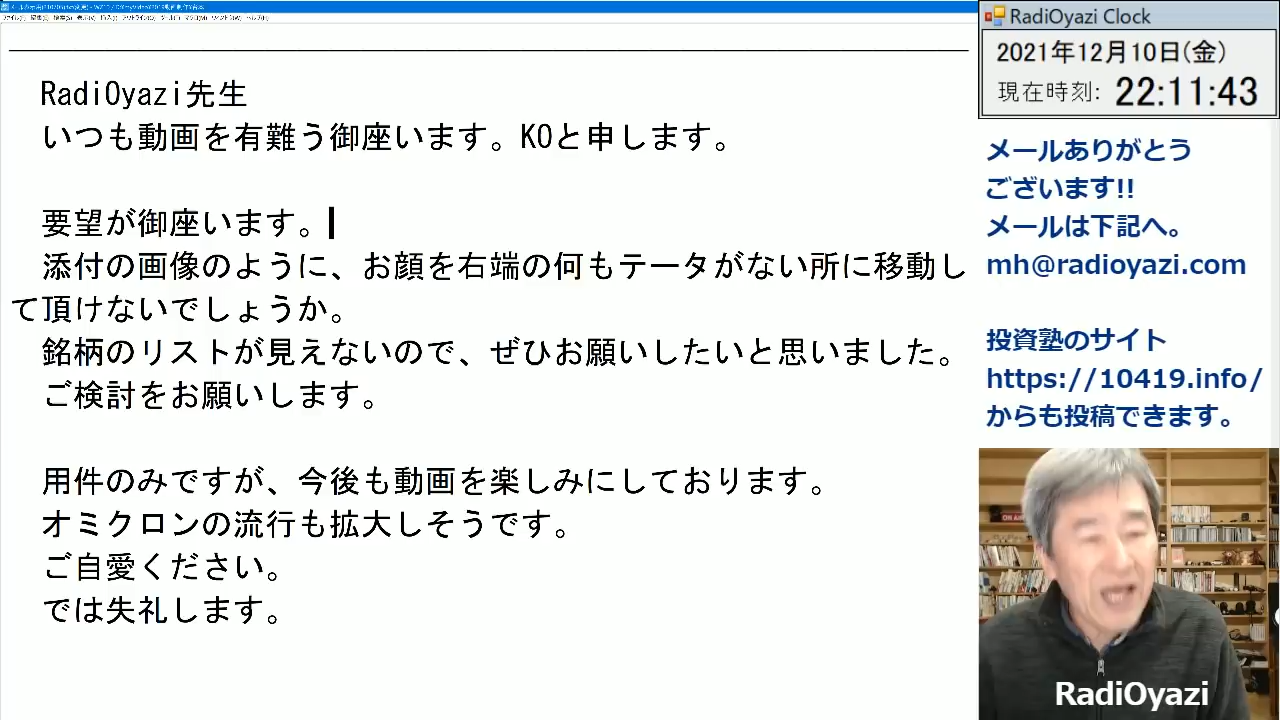 RadiOyazi Clock
2021年12月10日(金)
現在時刻: 22:11:43
RadiOyazi先生
いつも動画を有難う御座います。KOと申します。
要望が御座います。
添付の画像のように、お顔を右端の何もテータがない所に移動し
て頂けないでしょうか。
銘柄のリストが見えないので、ぜひお願いしたいと思いました。
ご検討をお願いします。
用件のみですが、今後も動画を楽しみにしております。
オミクロンの流行も拡大しそうです。
ご自愛ください。
では失礼します。
メールありがとう
ございます!!
メールは下記へ。
mh@radioyazi.com
投資塾のサイト
https://10419.info/
からも投稿できます。
ON A
RadiOyazi